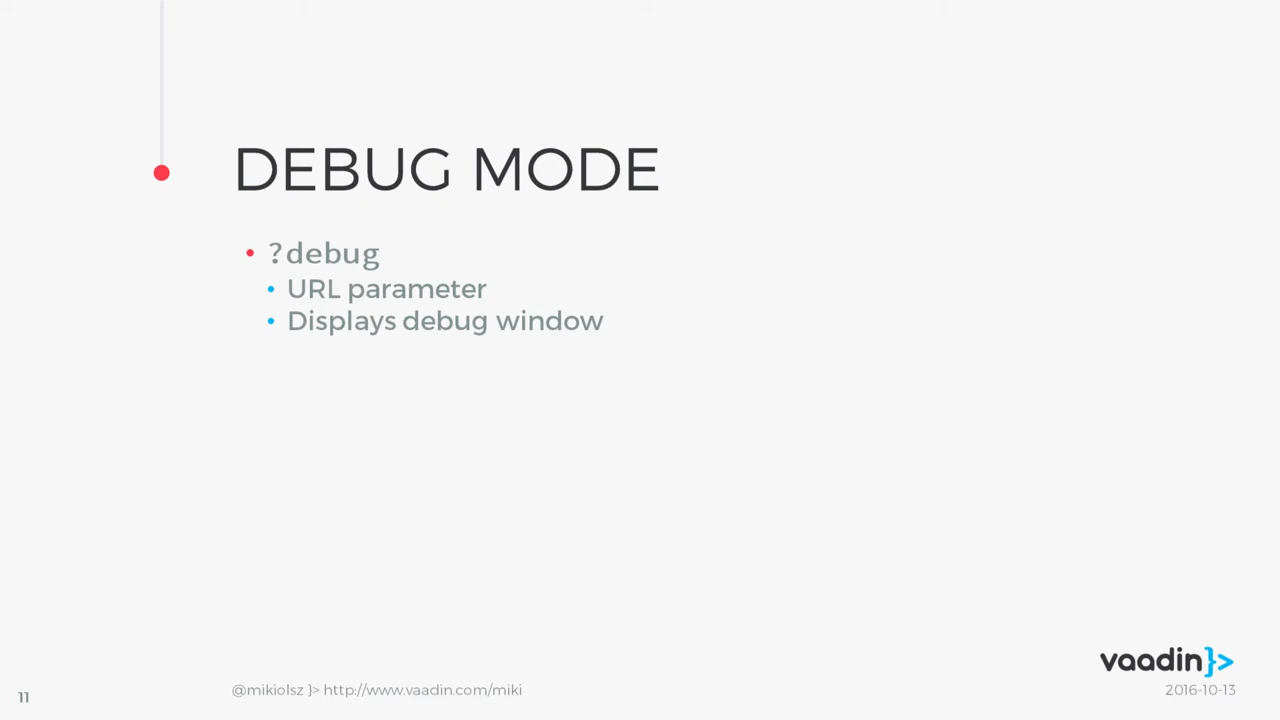 DEBUG MODE
• ?debug
• URL parameter
• Displays debug window
vaadin}>
11
@mikiolsz }> http://www.vaadin.com/miki
2016-10-13